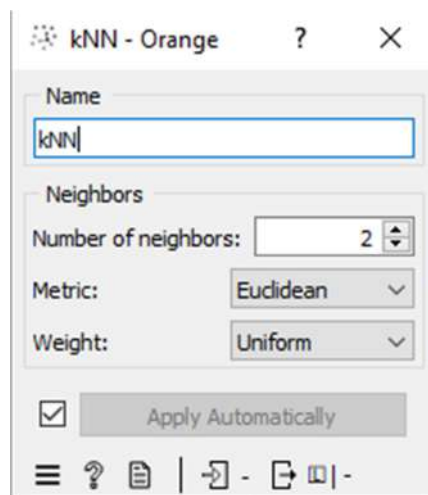 kNN - Orange ? ×
Name
kNN
Neighbors
Number of neighbors: 2
Metric: Euclidean
Weight: Uniform
Apply Automatically
? - -